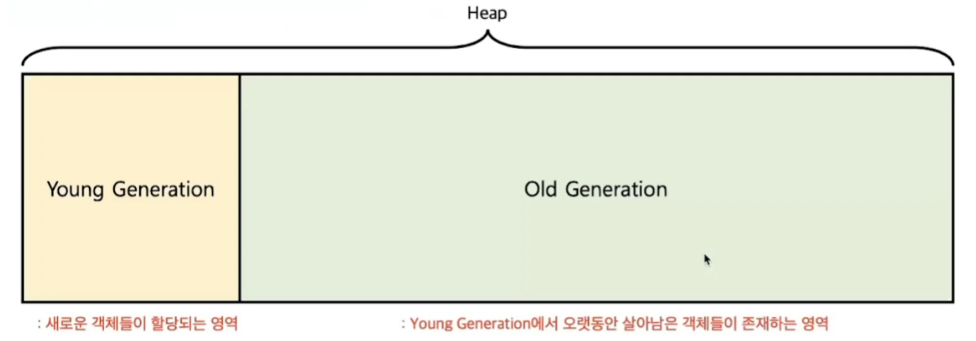 Heap
Young Generation
Old Generation
: 새로운 객체들이 할당되는 영역
: Young Generation에서 오랫동안 살아남은 객체들이 존재하는 영역